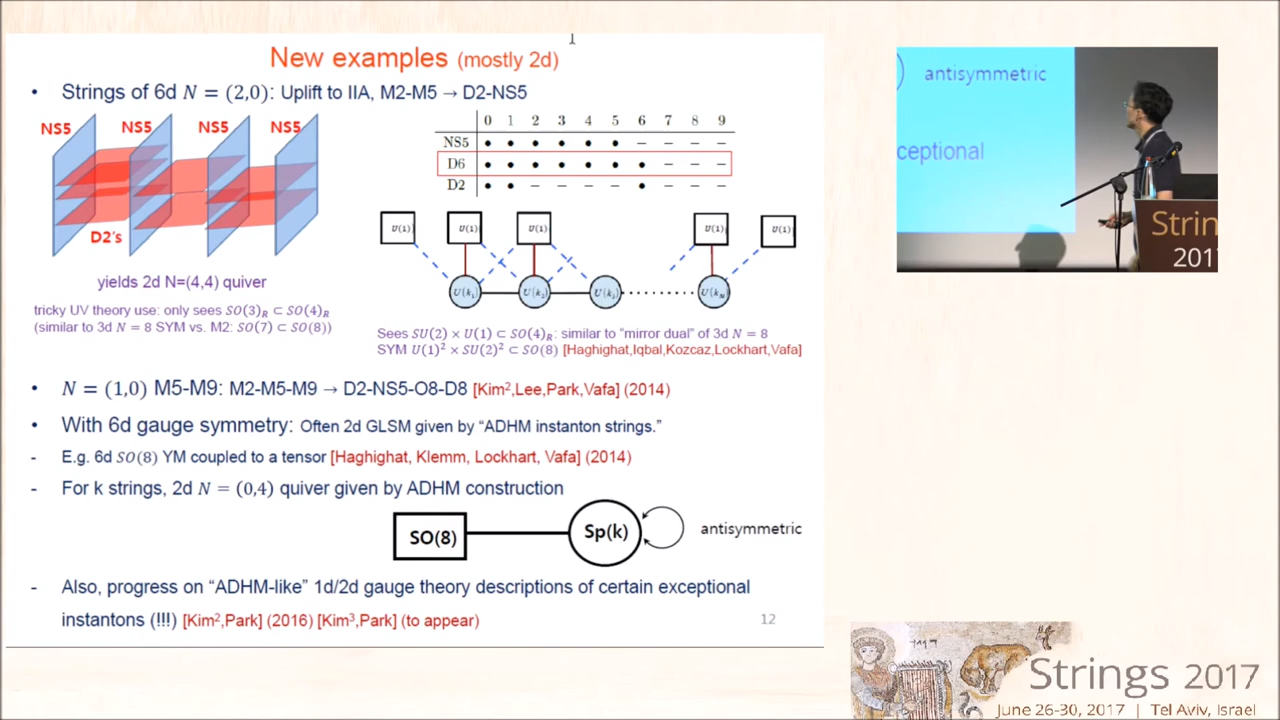 New examples (mostly 2d)
• Strings of 6d N = (2,0): Uplift to IIA, M2-M5 → D2-NS5
NS5 NS5 NS5 NS5
D2's
yields 2d N=(4,4) quiver
tricky UV theory use: only sees SO(3)_R ⊂ SO(4)_R
(similar to 3d N = 8 SYM vs. M2: SO(7) ⊂ SO(8))
0 1 2 3 4 5 6 7 8 9
NS5 • • • • • • – – – –
D6 • • • • • • • – – –
D2 • • – – – – • – – –
U(1) U(1) U(1) U(1) U(1)
U(k₁) U(k₂) U(k₃) U(k_N)
Sees SU(2) × U(1) ⊂ SO(4)_R: similar to "mirror dual" of 3d N = 8
SYM U(1)² × SU(2)² ⊂ SO(8) [Haghighat,Iqbal,Kozcaz,Lockhart,Vafa]
• N = (1,0) M5-M9: M2-M5-M9 → D2-NS5-O8-D8 [Kim²,Lee,Park,Vafa] (2014)
• With 6d gauge symmetry: Often 2d GLSM given by "ADHM instanton strings."
- E.g. 6d SO(8) YM coupled to a tensor [Haghighat, Klemm, Lockhart, Vafa] (2014)
- For k strings, 2d N = (0,4) quiver given by ADHM construction
SO(8) Sp(k) antisymmetric
- Also, progress on "ADHM-like" 1d/2d gauge theory descriptions of certain exceptional
instantons (!!!) [Kim²,Park] (2016) [Kim³,Park] (to appear)
12
antisymmetric
ceptional
Strings
2017
Strings 2017
June 26-30, 2017 | Tel Aviv, Israel